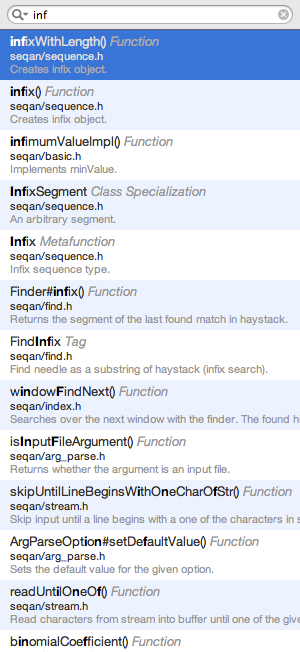 inf
infixWithLength() Function
seqan/sequence.h
Creates infix object.
infix() Function
seqan/sequence.h
Creates infix object.
infimumValueImpl() Function
seqan/basic.h
Implements minValue.
InfixSegment Class Specialization
seqan/sequence.h
An arbitrary segment.
Infix Metafunction
seqan/sequence.h
Infix sequence type.
Finder#infix() Function
seqan/find.h
Returns the segment of the last found match in haystack.
FindInfix Tag
seqan/find.h
Find needle as a substring of haystack (infix search).
windowFindNext() Function
seqan/index.h
Searches over the next window with the finder. The found hi
isInputFileArgument() Function
seqan/arg_parse.h
Returns whether the argument is an input file.
skipUntilLineBeginsWithOneCharOfStr() Function
seqan/stream.h
Skip input until a line begins with a one of the characters in s
ArgParseOption#setDefaultValue() Function
seqan/arg_parse.h
Sets the default value for the given option.
readUntilOneOf() Function
seqan/stream.h
Read characters from stream into buffer until one of the give
binomialCoefficient() Function